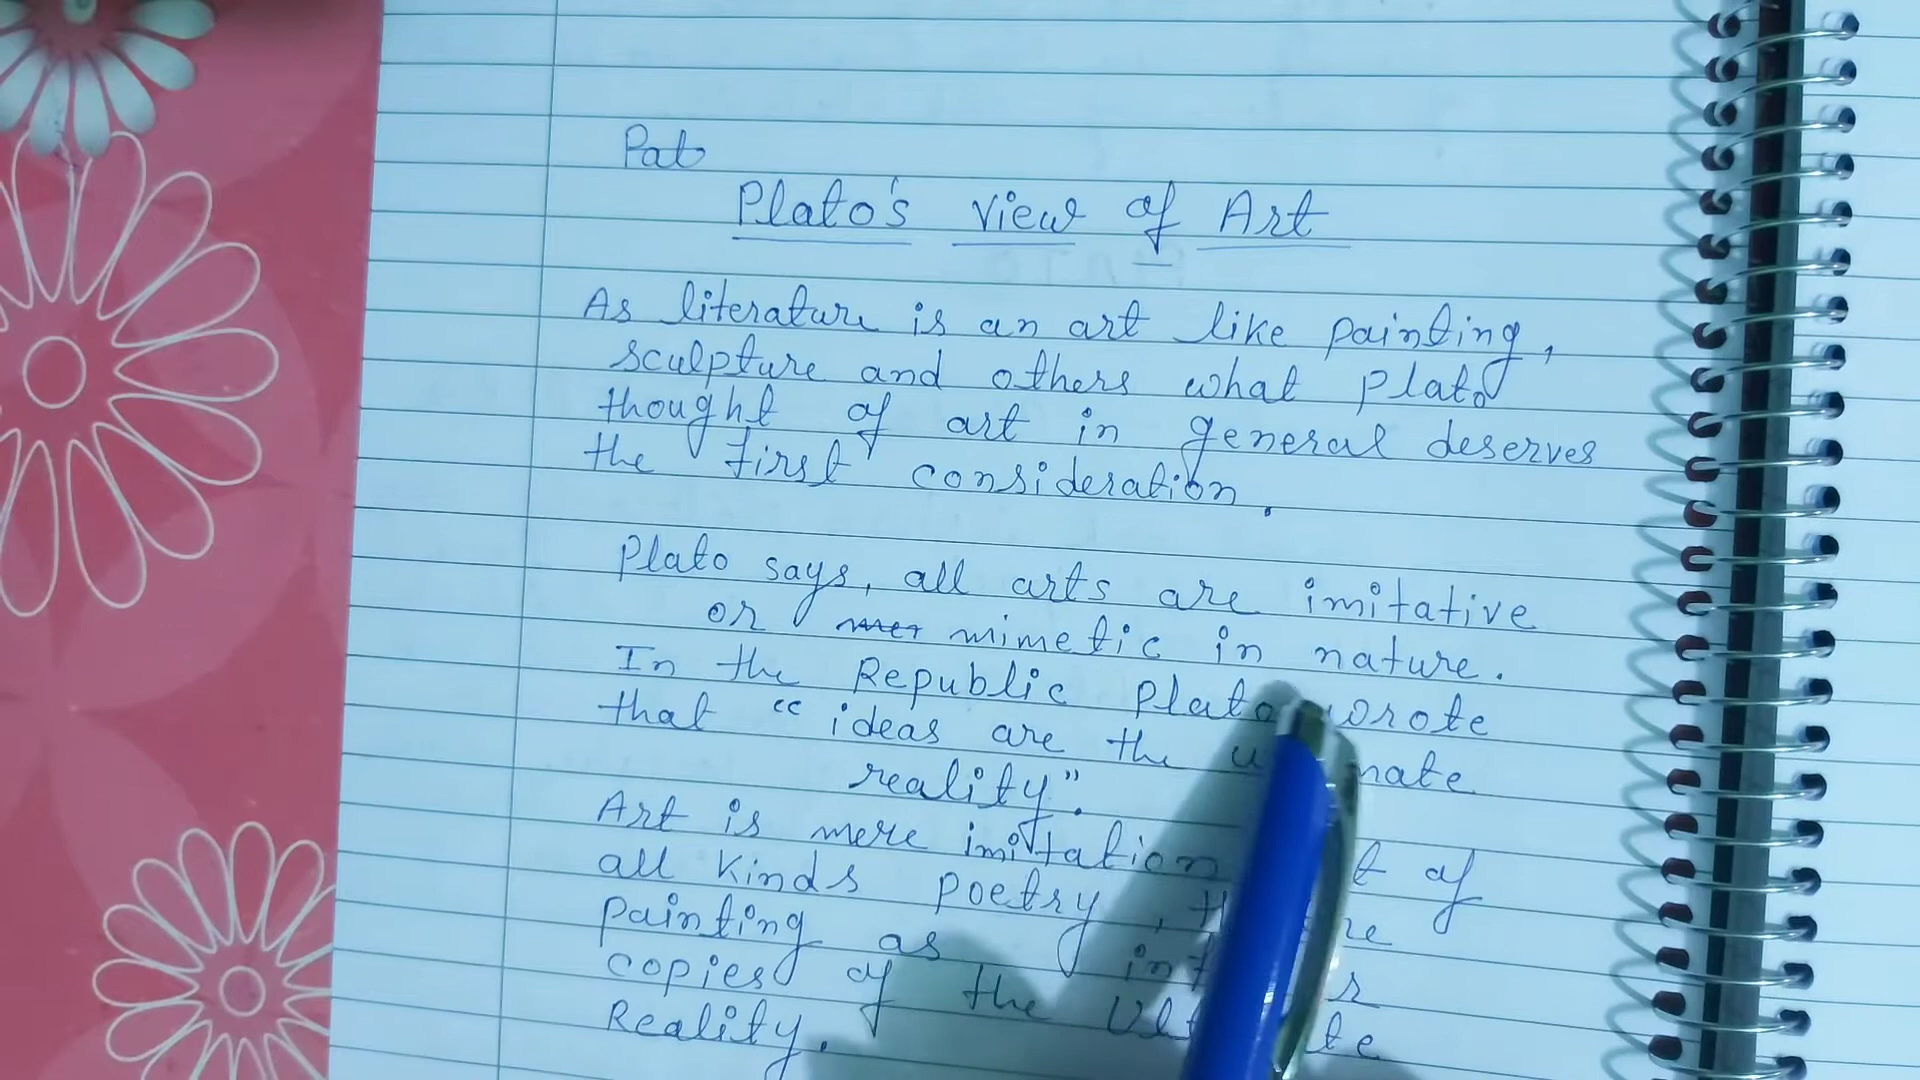 Pato
Plato's view of Art
As literature is an art like painting,
sculpture and others what Plato
thought of art in general deserves
the first consideration.
Plato says, all arts are imitative
or mimetic in nature.
In the Republic Plato wrote
that "ideas are the
reality".
Art is mere imitation of
all kinds poetry,
painting as
copies of the
Reality.